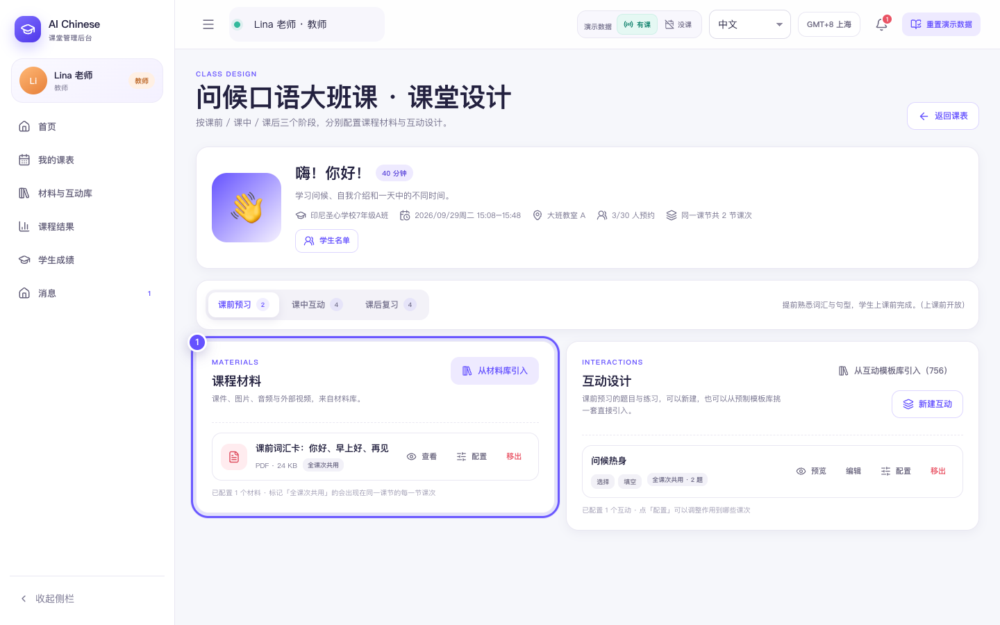 AI Chinese
课堂管理后台
Li
Lina 老师
教师
教师
首页
我的课表
材料与互动库
课程结果
学生成绩
消息
1
收起侧栏
Lina 老师 · 教师
演示数据
有课
没课
中文
GMT+8 上海
1
重置演示数据
CLASS DESIGN
问候口语大班课 · 课堂设计
按课前 / 课中 / 课后三个阶段，分别配置课程材料与互动设计。
返回课表
嗨！你好！
40 分钟
学习问候、自我介绍和一天中的不同时间。
印尼圣心学校7年级A班
2026/09/29周二 15:08–15:48
大班教室 A
3/30 人预约
同一课节共 2 节课次
学生名单
课前预习 2
课中互动 4
课后复习 4
提前熟悉词汇与句型，学生上课前完成。（上课前开放）
1
MATERIALS
课程材料
课件、图片、音频与外部视频，来自材料库。
从材料库引入
课前词汇卡：你好、早上好、再见
PDF · 24 KB
全课次共用
查看
配置
移出
已配置 1 个材料 · 标记「全课次共用」的会出现在同一课节的每一节课次
INTERACTIONS
互动设计
课前预习的题目与练习，可以新建，也可以从预制模板库挑
一套直接引入。
从互动模板库引入（756）
新建互动
问候热身
选择
填空
全课次共用 · 2 题
预览
编辑
配置
移出
已配置 1 个互动 · 点「配置」可以调整作用到哪些课次